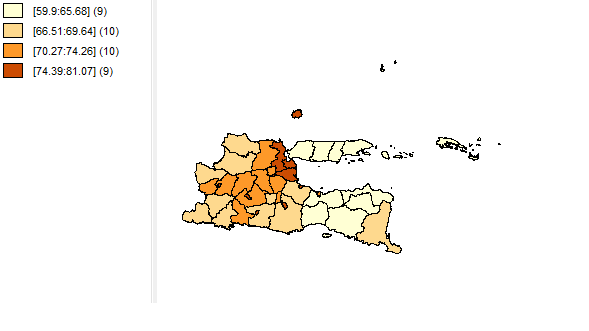 [59.9:65.68] (9)
[66.51:69.64] (10)
[70.27:74.26] (10)
[74.39:81.07] (9)